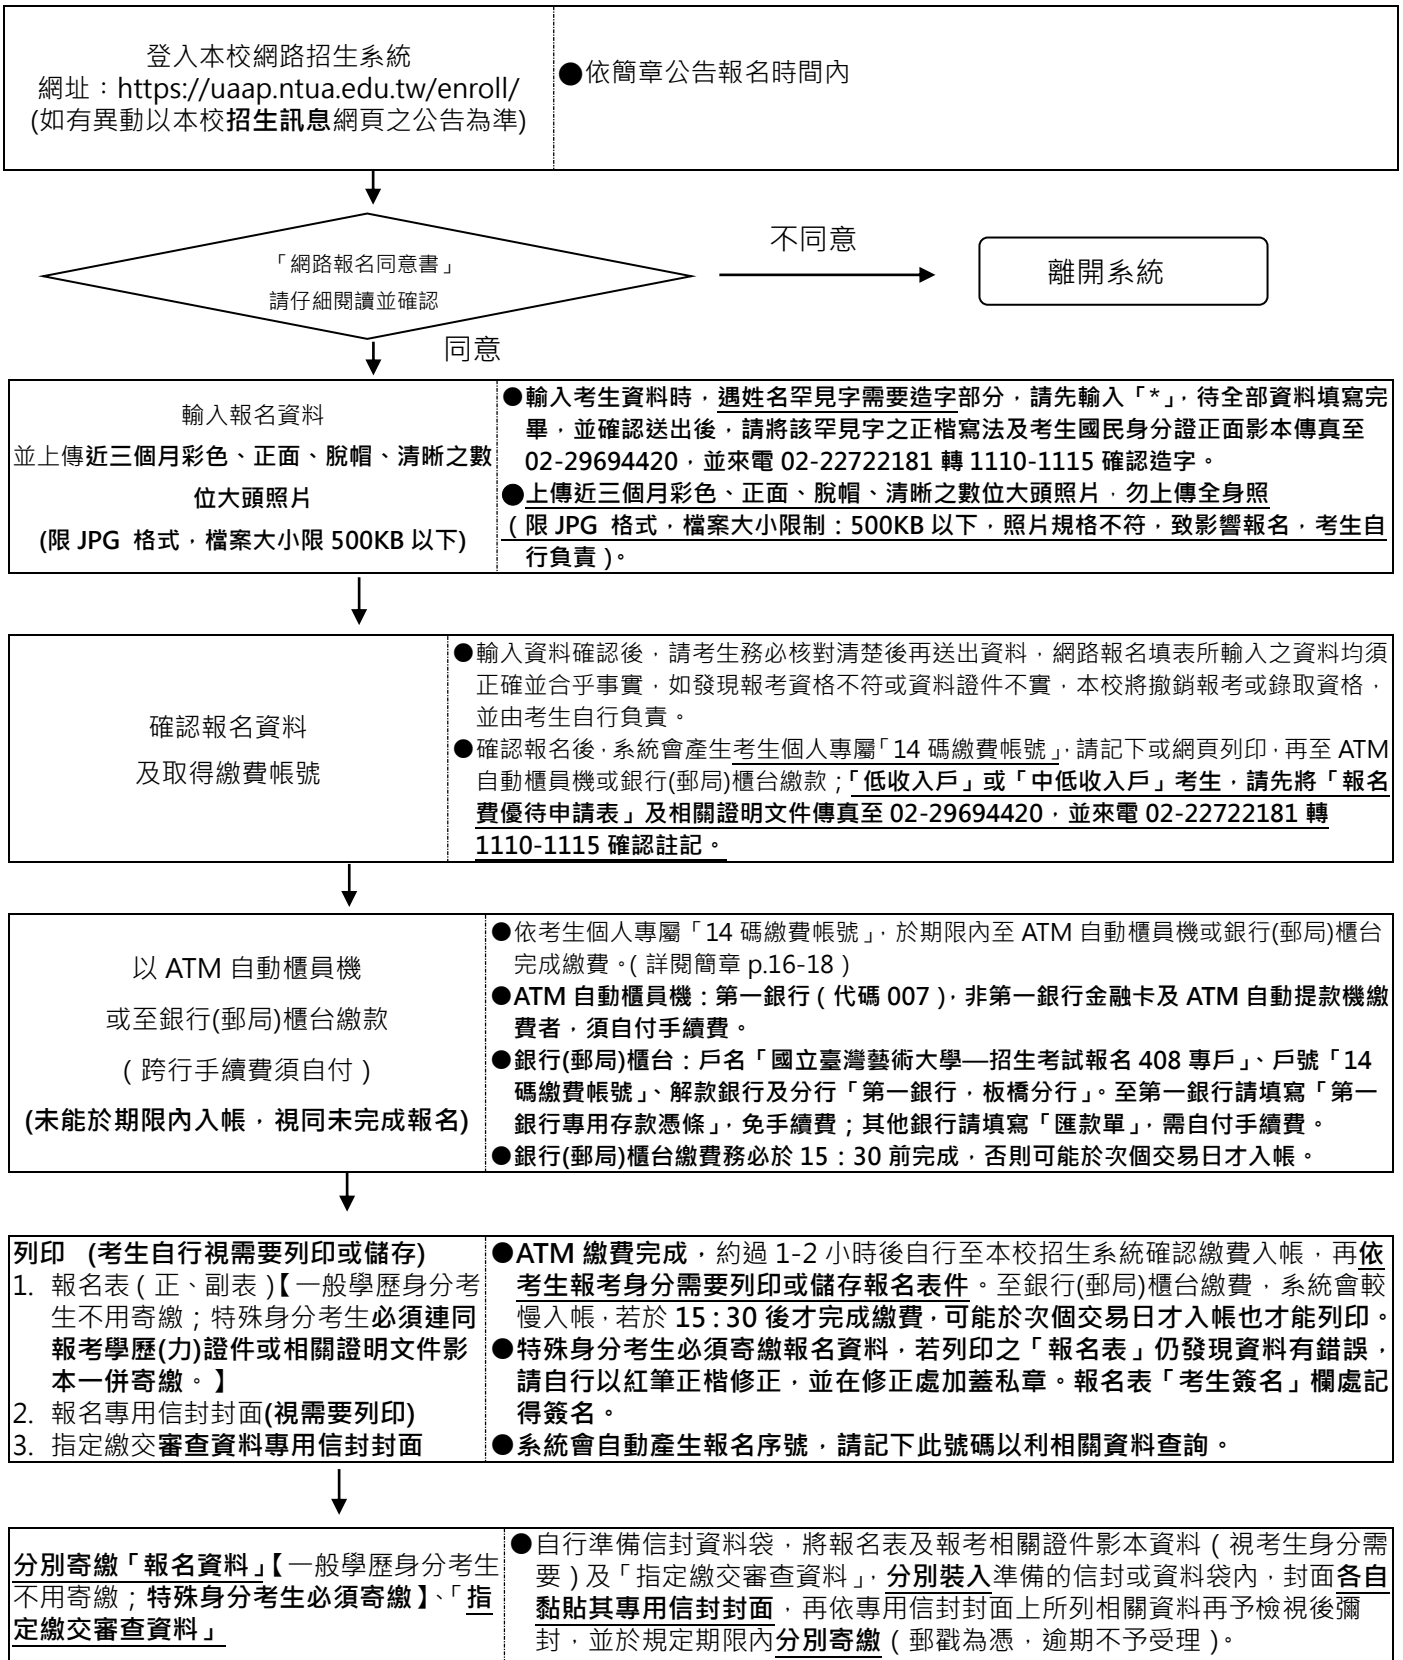 登入本校網路招生系統
網址：https://uaap.ntua.edu.tw/enroll/
(如有異動以本校招生訊息網頁之公告為準)
●依簡章公告報名時間內
「網路報名同意書」
請仔細閱讀並確認
不同意
離開系統
同意
輸入報名資料
並上傳近三個月彩色、正面、脫帽、清晰之數
位大頭照片
(限 JPG 格式，檔案大小限 500KB 以下)
●輸入考生資料時，遇姓名罕見字需要造字部分，請先輸入「*」，待全部資料填寫完
畢，並確認送出後，請將該罕見字之正楷寫法及考生國民身分證正面影本傳真至
02-29694420，並來電 02-22722181 轉 1110-1115 確認造字。
●上傳近三個月彩色、正面、脫帽、清晰之數位大頭照片，勿上傳全身照
（限 JPG 格式，檔案大小限制：500KB 以下，照片規格不符，致影響報名，考生自
行負責）。
確認報名資料
及取得繳費帳號
●輸入資料確認後，請考生務必核對清楚後再送出資料，網路報名填表所輸入之資料均須
正確並合乎事實，如發現報考資格不符或資料證件不實，本校將撤銷報考或錄取資格，
並由考生自行負責。
●確認報名後，系統會產生考生個人專屬「14 碼繳費帳號」，請記下或網頁列印，再至 ATM
自動櫃員機或銀行(郵局)櫃台繳款；「低收入戶」或「中低收入戶」考生，請先將「報名
費優待申請表」及相關證明文件傳真至 02-29694420，並來電 02-22722181 轉
1110-1115 確認註記。
以 ATM 自動櫃員機
或至銀行(郵局)櫃台繳款
（跨行手續費須自付）
(未能於期限內入帳，視同未完成報名)
●依考生個人專屬「14 碼繳費帳號」，於期限內至 ATM 自動櫃員機或銀行(郵局)櫃台
完成繳費。（詳閱簡章 p.16-18）
●ATM 自動櫃員機：第一銀行（代碼 007），非第一銀行金融卡及 ATM 自動提款機繳
費者，須自付手續費。
●銀行(郵局)櫃台：戶名「國立臺灣藝術大學—招生考試報名 408 專戶」、戶號「14
碼繳費帳號」、解款銀行及分行「第一銀行，板橋分行」。至第一銀行請填寫「第一
銀行專用存款憑條」，免手續費；其他銀行請填寫「匯款單」，需自付手續費。
●銀行(郵局)櫃台繳費務必於 15：30 前完成，否則可能於次個交易日才入帳。
列印 (考生自行視需要列印或儲存)
1. 報名表（正、副表）【一般學歷身分考
生不用寄繳；特殊身分考生必須連同
報考學歷(力)證件或相關證明文件影
本一併寄繳。】
2. 報名專用信封封面(視需要列印)
3. 指定繳交審查資料專用信封封面
●ATM 繳費完成，約過 1-2 小時後自行至本校招生系統確認繳費入帳，再依
考生報考身分需要列印或儲存報名表件。至銀行(郵局)櫃台繳費，系統會較
慢入帳，若於 15：30 後才完成繳費，可能於次個交易日才入帳也才能列印。
●特殊身分考生必須寄繳報名資料，若列印之「報名表」仍發現資料有錯誤，
請自行以紅筆正楷修正，並在修正處加蓋私章。報名表「考生簽名」欄處記
得簽名。
●系統會自動產生報名序號，請記下此號碼以利相關資料查詢。
分別寄繳「報名資料」【一般學歷身分考生
不用寄繳；特殊身分考生必須寄繳】、「指
定繳交審查資料」
●自行準備信封資料袋，將報名表及報考相關證件影本資料（視考生身分需
要）及「指定繳交審查資料」，分別裝入準備的信封或資料袋內，封面各自
黏貼其專用信封封面，再依專用信封封面上所列相關資料再予檢視後彌
封，並於規定期限內分別寄繳（郵戳為憑，逾期不予受理）。